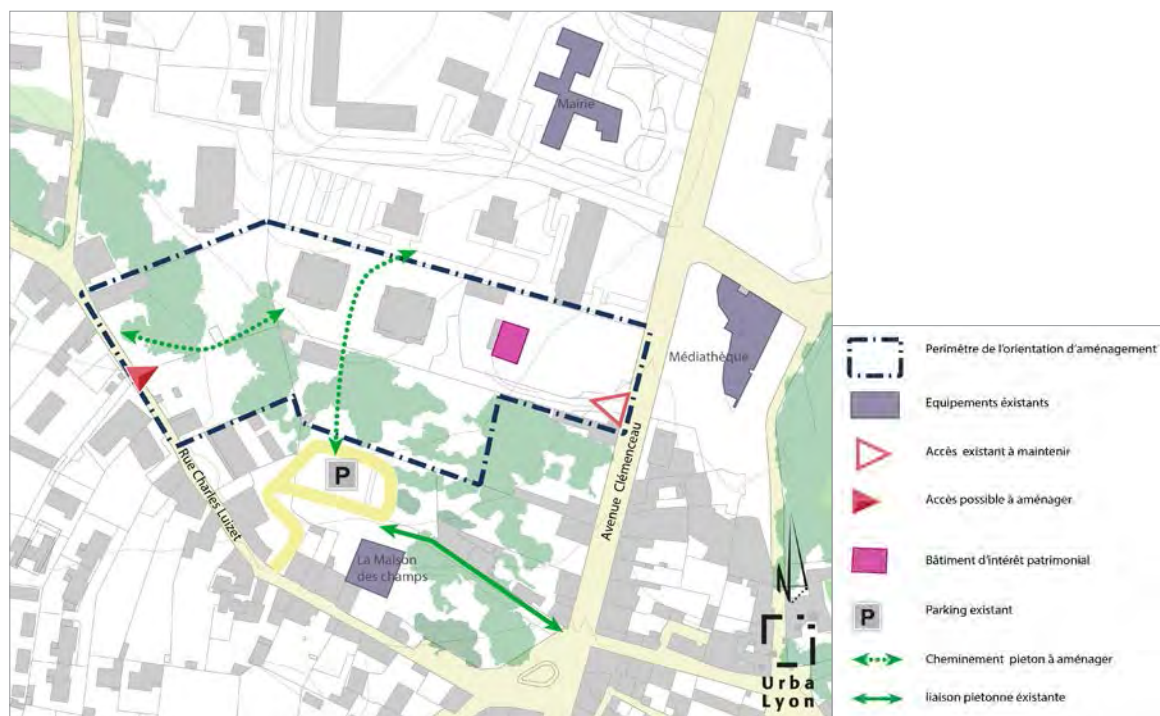 Mairie
Médiathèque
Avenue Clémenceau
Rue Charles Luizet
P
La Maison
des champs
Urba
Lyon
Perimètre de l'orientation d'aménagement
Equipements éxistants
Accès existant à maintenir
Accès possible à aménager
Bâtiment d'intérêt patrimonial
P
Parking existant
Cheminement pieton à aménager
liaison pietonne éxistante